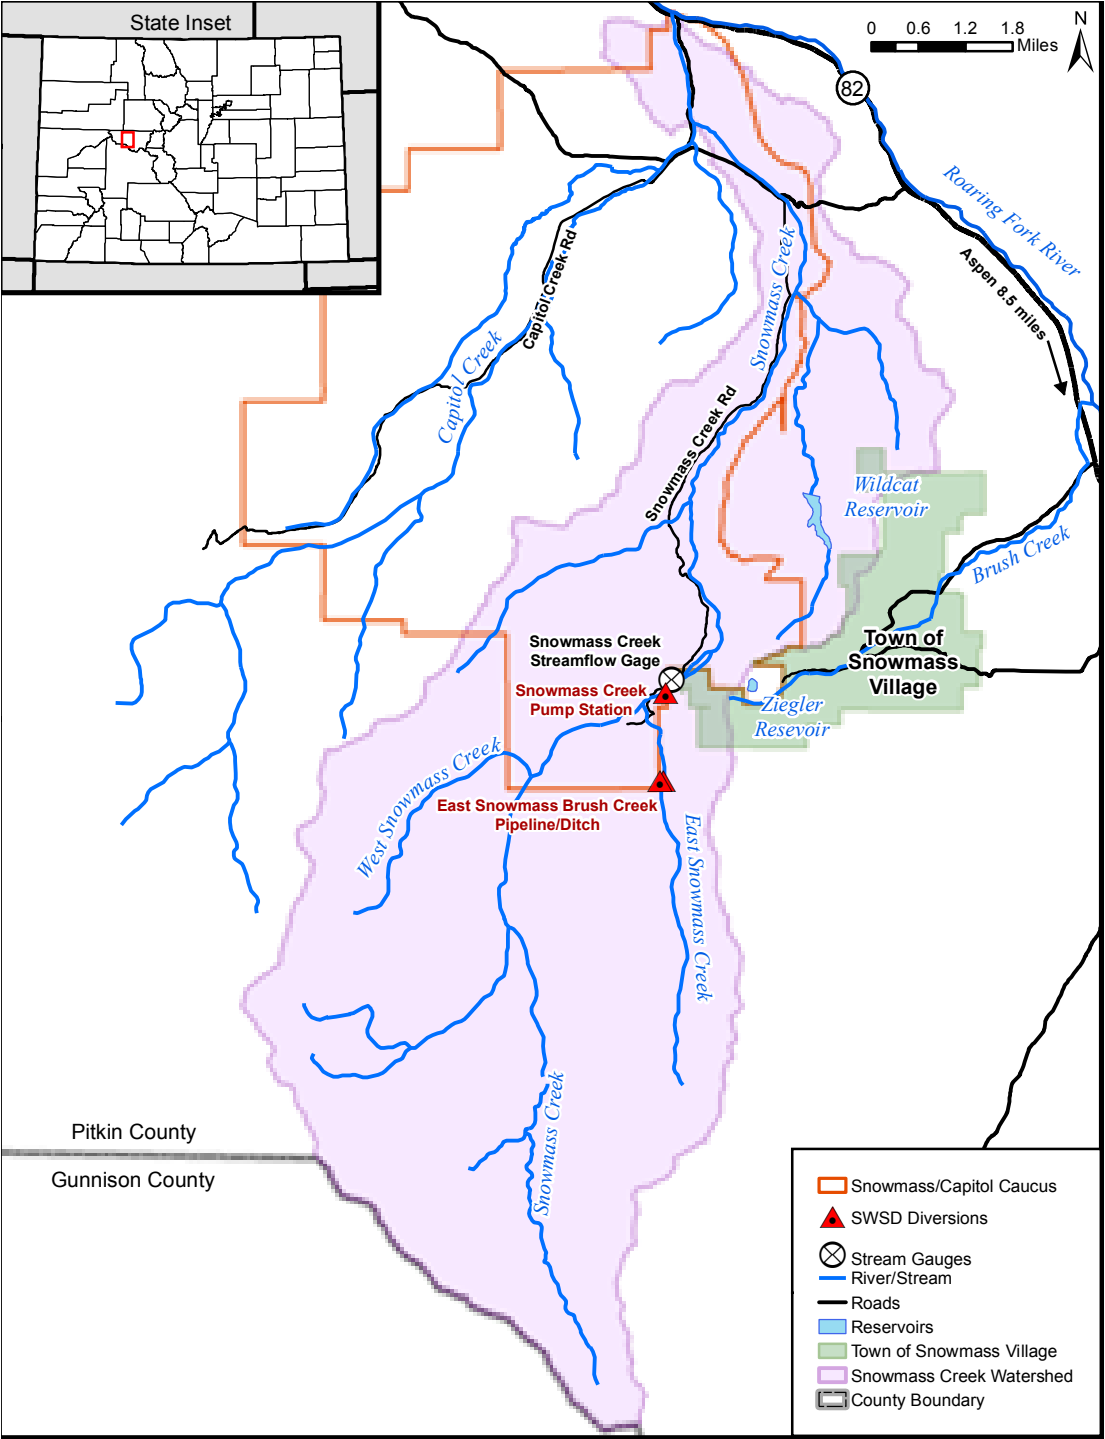 State Inset
0 0.6 1.2 1.8
Miles
N
82
Roaring Fork River
Aspen 8.5 miles
Capitol Creek Rd
Capitol Creek
Snowmass Creek
Snowmass Creek Rd
Wildcat
Reservoir
Brush Creek
Town of
Snowmass
Village
Snowmass Creek
Streamflow Gage
Snowmass Creek
Pump Station
Ziegler
Resevoir
West Snowmass Creek
East Snowmass Brush Creek
Pipeline/Ditch
East Snowmass Creek
Snowmass Creek
Pitkin County
Gunnison County
Snowmass/Capitol Caucus
SWSD Diversions
Stream Gauges
River/Stream
Roads
Reservoirs
Town of Snowmass Village
Snowmass Creek Watershed
County Boundary